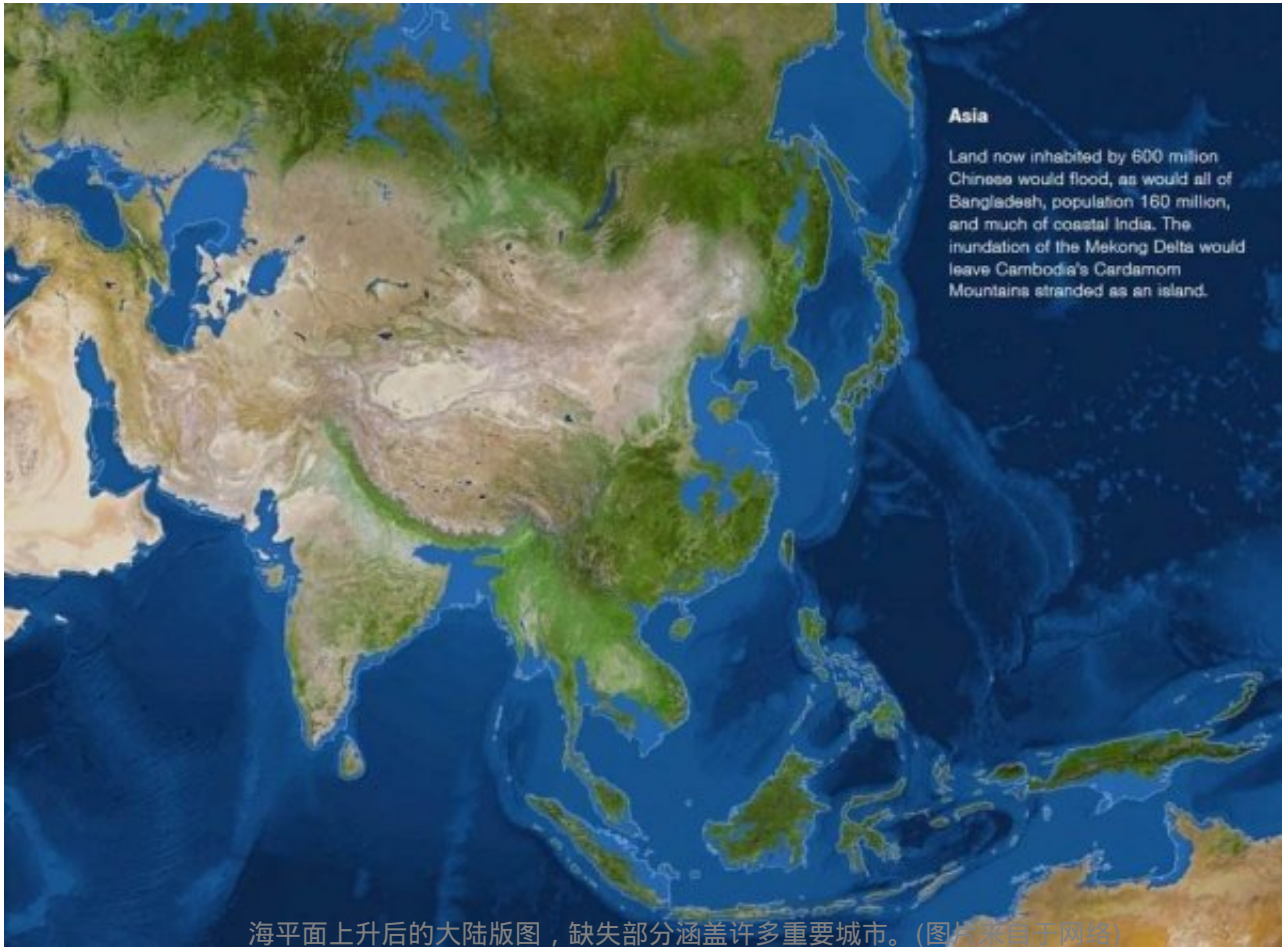 Asia
Land now inhabited by 600 million
Chinese would flood, as would all of
Bangladesh, population 160 million,
and much of coastal India. The
inundation of the Mekong Delta would
leave Cambodia's Cardamom
Mountains stranded as an island.
海平面上升后的大陆版图，缺失部分涵盖许多重要城市。(图片来自于网络)